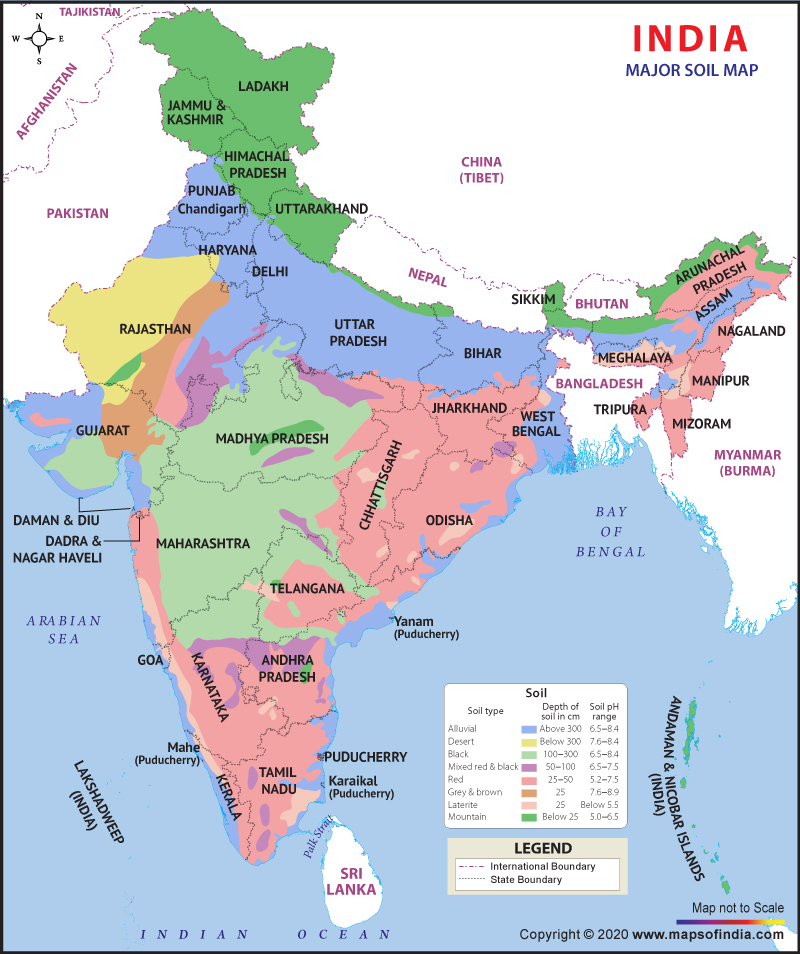 TAJIKISTAN
N
W E
S
AFGHANISTAN
INDIA
MAJOR SOIL MAP
LADAKH
JAMMU &
KASHMIR
HIMACHAL
PRADESH
CHINA
(TIBET)
PUNJAB
Chandigarh
UTTARAKHAND
PAKISTAN
HARYANA
DELHI
NEPAL
SIKKIM
BHUTAN
ARUNACHAL
PRADESH
ASSAM
NAGALAND
RAJASTHAN
UTTAR
PRADESH
BIHAR
MEGHALAYA
BANGLADESH
MANIPUR
TRIPURA
MIZORAM
JHARKHAND
WEST
BENGAL
GUJARAT
MADHYA PRADESH
MYANMAR
(BURMA)
CHHATTISGARH
DAMAN & DIU
DADRA &
NAGAR HAVELI
MAHARASHTRA
ODISHA
BAY
OF
BENGAL
TELANGANA
ARABIAN
SEA
Yanam
(Puducherry)
GOA
KARNATAKA
ANDHRA
PRADESH
Mahe
(Puducherry)
PUDUCHERRY
Karaikal
(Puducherry)
TAMIL
NADU
KERALA
LAKSHADWEEP
(INDIA)
Palk Strait
SRI
LANKA
ANDAMAN & NICOBAR ISLANDS
(INDIA)
Soil
Soil type Depth of soil in cm Soil pH range
Alluvial Above 300 6.5–8.4
Desert Below 300 7.6–8.4
Black 100–300 6.5–8.4
Mixed red & black 50–100 6.5–7.5
Red 25–50 5.2–7.5
Grey & brown 25 7.6–8.9
Laterite 25 Below 5.5
Mountain Below 25 5.0–6.5
LEGEND
International Boundary
State Boundary
INDIAN OCEAN
Map not to Scale
Copyright © 2020 www.mapsofindia.com